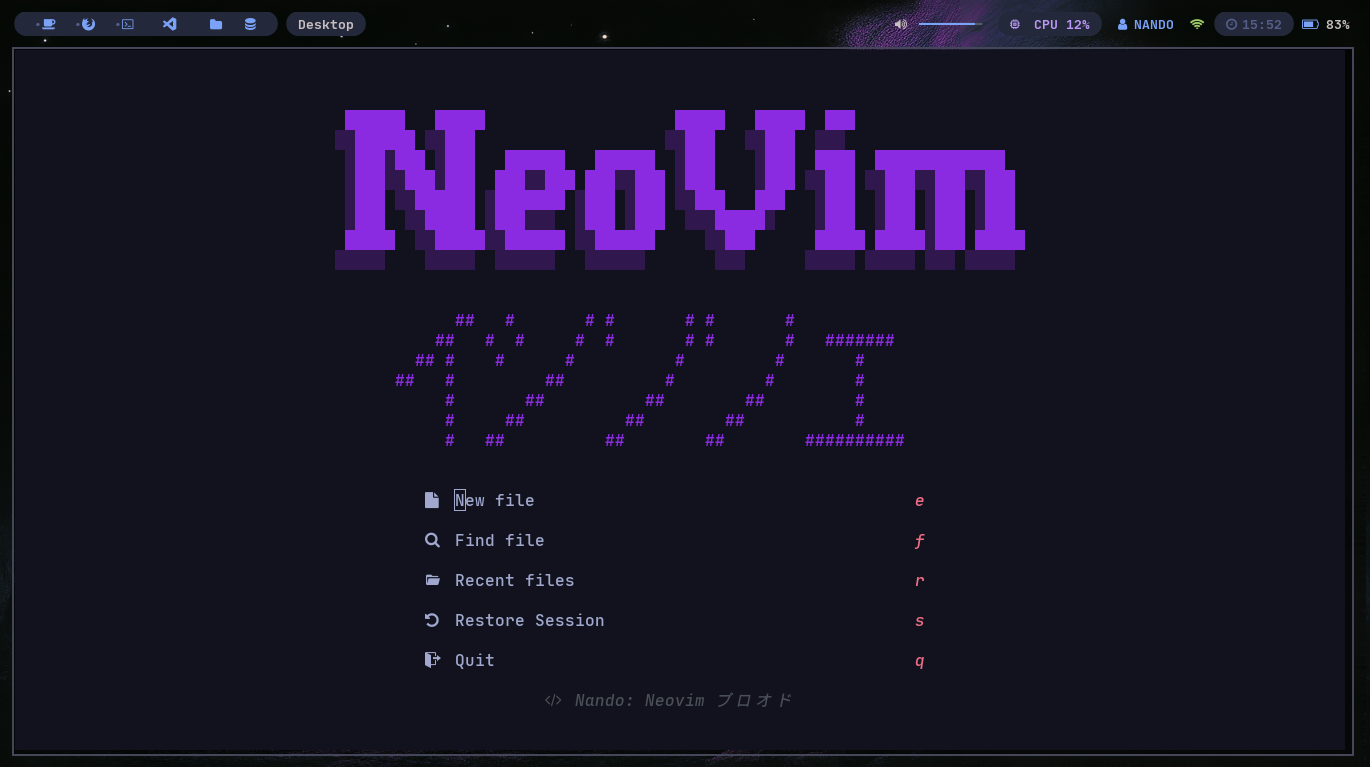 Desktop
CPU 12%
NANDO
15:52
83%
NeoVim
New file e
Find file f
Recent files r
Restore Session s
Quit q
</> Nando: Neovim ブロオド